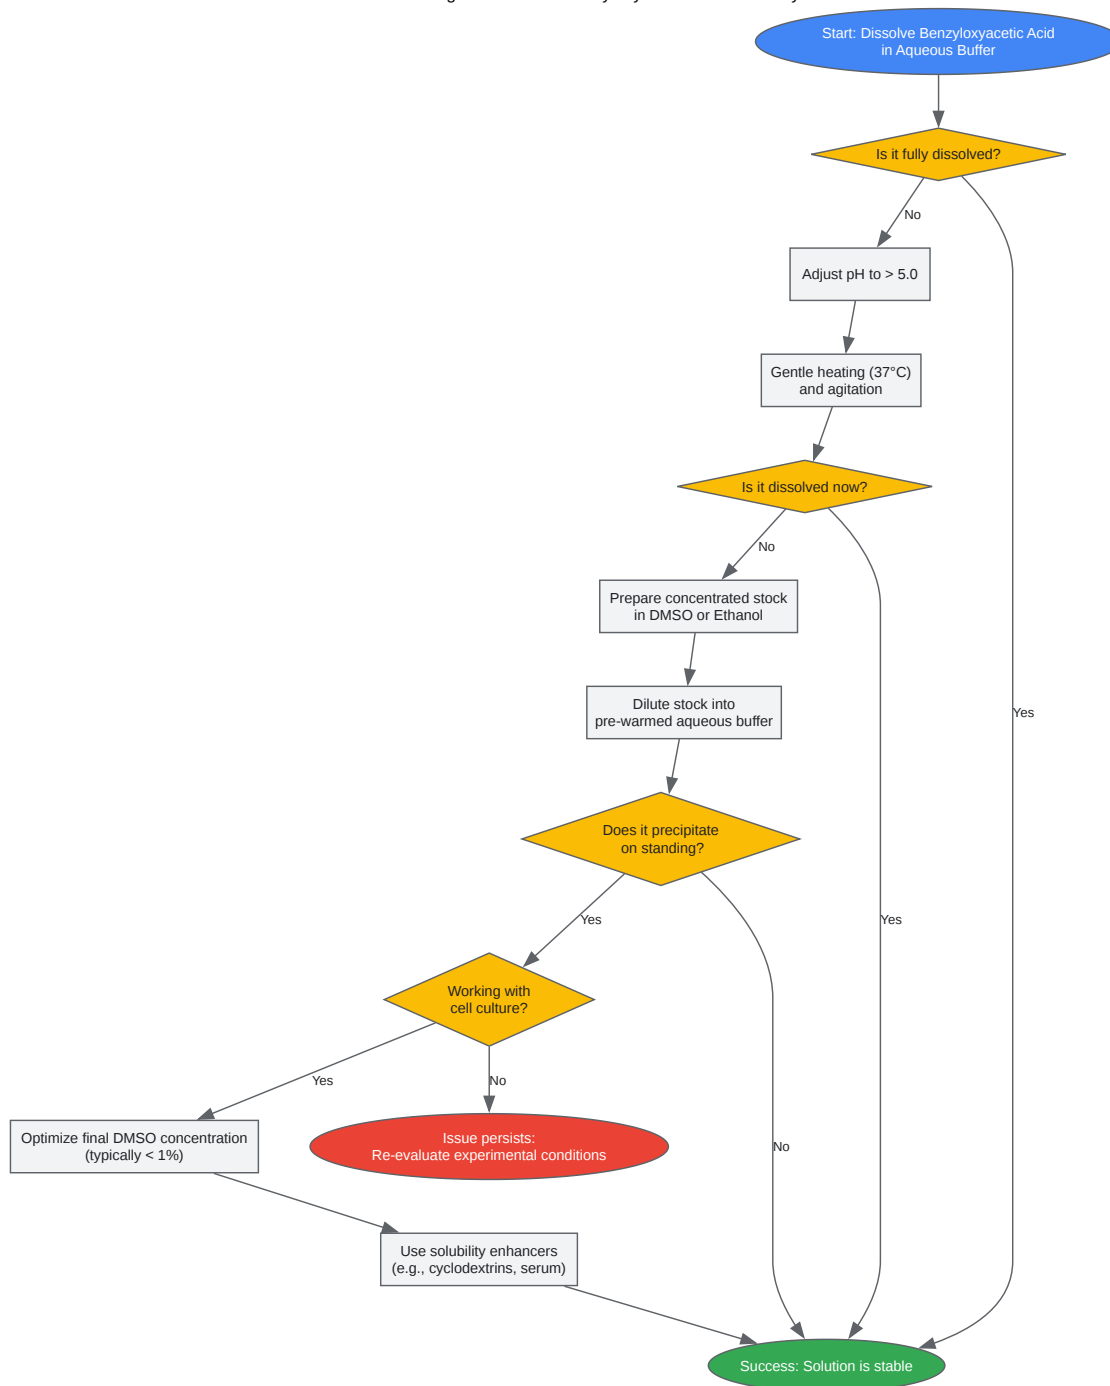 Start: Dissolve Benzyloxyacetic Acid
in Aqueous Buffer
Is it fully dissolved?
No
Adjust pH to > 5.0
Gentle heating (37°C)
and agitation
Is it dissolved now?
No
Prepare concentrated stock
in DMSO or Ethanol
Dilute stock into
pre-warmed aqueous buffer
Yes
Does it precipitate
on standing?
Yes
Yes
Working with
cell culture?
Yes
No
Optimize final DMSO concentration
(typically < 1%)
Issue persists:
Re-evaluate experimental conditions
No
Use solubility enhancers
(e.g., cyclodextrins, serum)
Success: Solution is stable